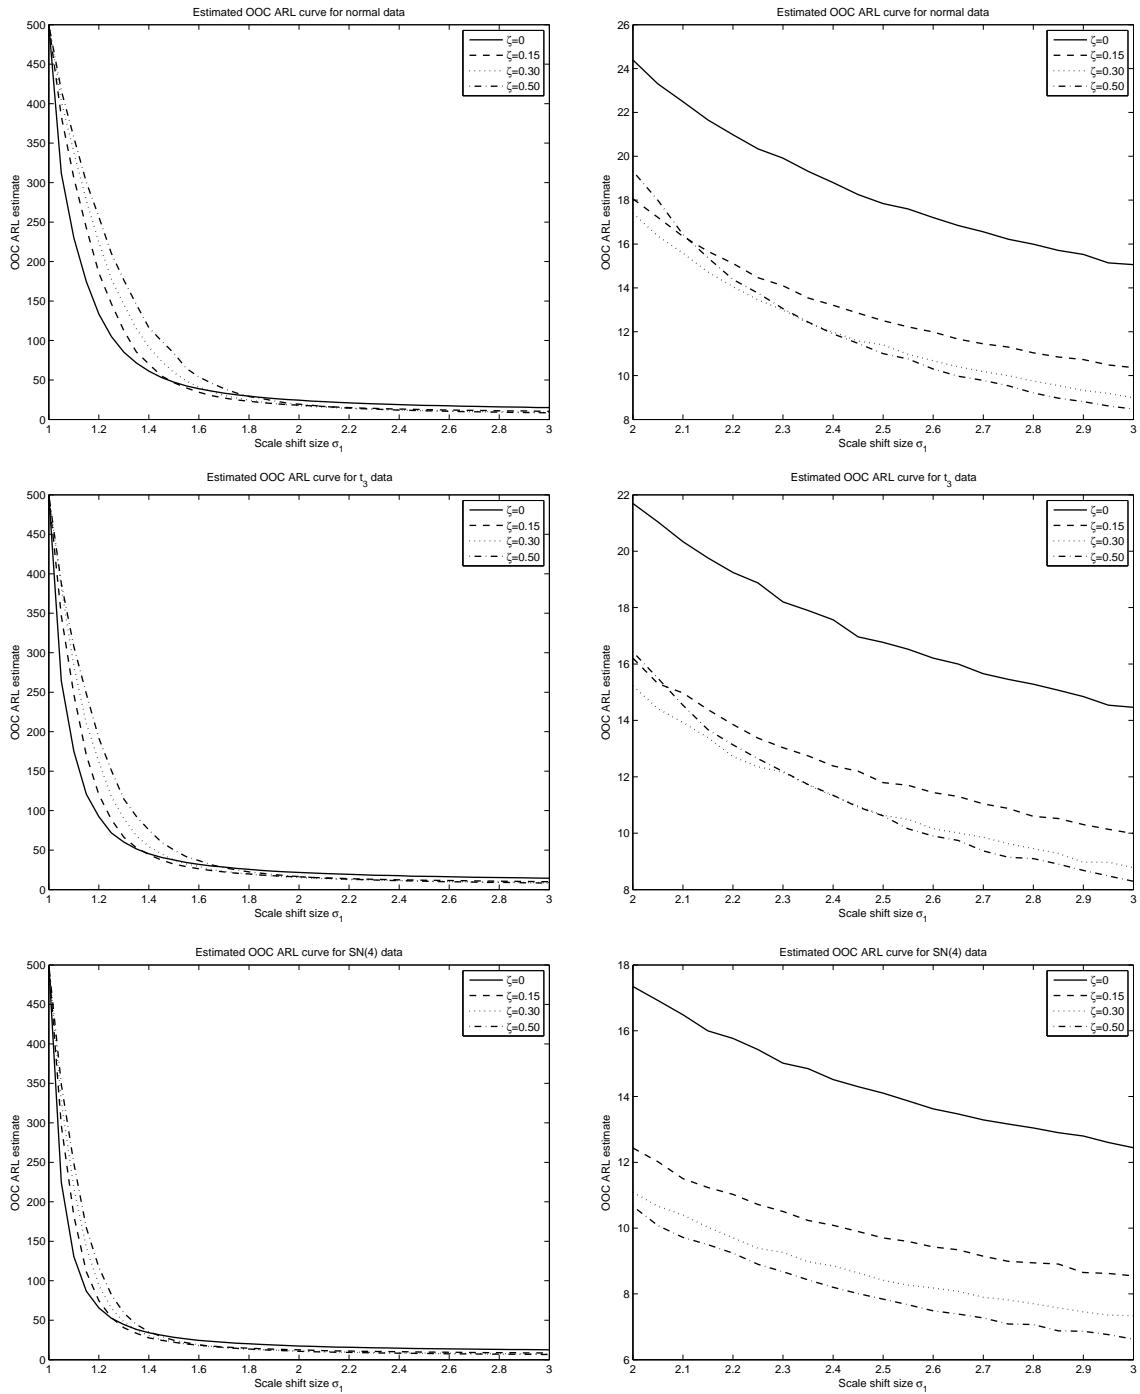 Estimated OOC ARL curve for normal data
500
450
400
350
300
250
200
150
100
50
0
OOC ARL estimate
1 1.2 1.4 1.6 1.8 2 2.2 2.4 2.6 2.8 3
Scale shift size σ1
ζ=0
ζ=0.15
ζ=0.30
ζ=0.50
Estimated OOC ARL curve for normal data
26
24
22
20
18
16
14
12
10
8
OOC ARL estimate
2 2.1 2.2 2.3 2.4 2.5 2.6 2.7 2.8 2.9 3
Scale shift size σ1
ζ=0
ζ=0.15
ζ=0.30
ζ=0.50
Estimated OOC ARL curve for t3 data
500
450
400
350
300
250
200
150
100
50
0
OOC ARL estimate
1 1.2 1.4 1.6 1.8 2 2.2 2.4 2.6 2.8 3
Scale shift size σ1
ζ=0
ζ=0.15
ζ=0.30
ζ=0.50
Estimated OOC ARL curve for t3 data
22
20
18
16
14
12
10
8
OOC ARL estimate
2 2.1 2.2 2.3 2.4 2.5 2.6 2.7 2.8 2.9 3
Scale shift size σ1
ζ=0
ζ=0.15
ζ=0.30
ζ=0.50
Estimated OOC ARL curve for SN(4) data
500
450
400
350
300
250
200
150
100
50
0
OOC ARL estimate
1 1.2 1.4 1.6 1.8 2 2.2 2.4 2.6 2.8 3
Scale shift size σ1
ζ=0
ζ=0.15
ζ=0.30
ζ=0.50
Estimated OOC ARL curve for SN(4) data
18
16
14
12
10
8
6
OOC ARL estimate
2 2.1 2.2 2.3 2.4 2.5 2.6 2.7 2.8 2.9 3
Scale shift size σ1
ζ=0
ζ=0.15
ζ=0.30
ζ=0.50